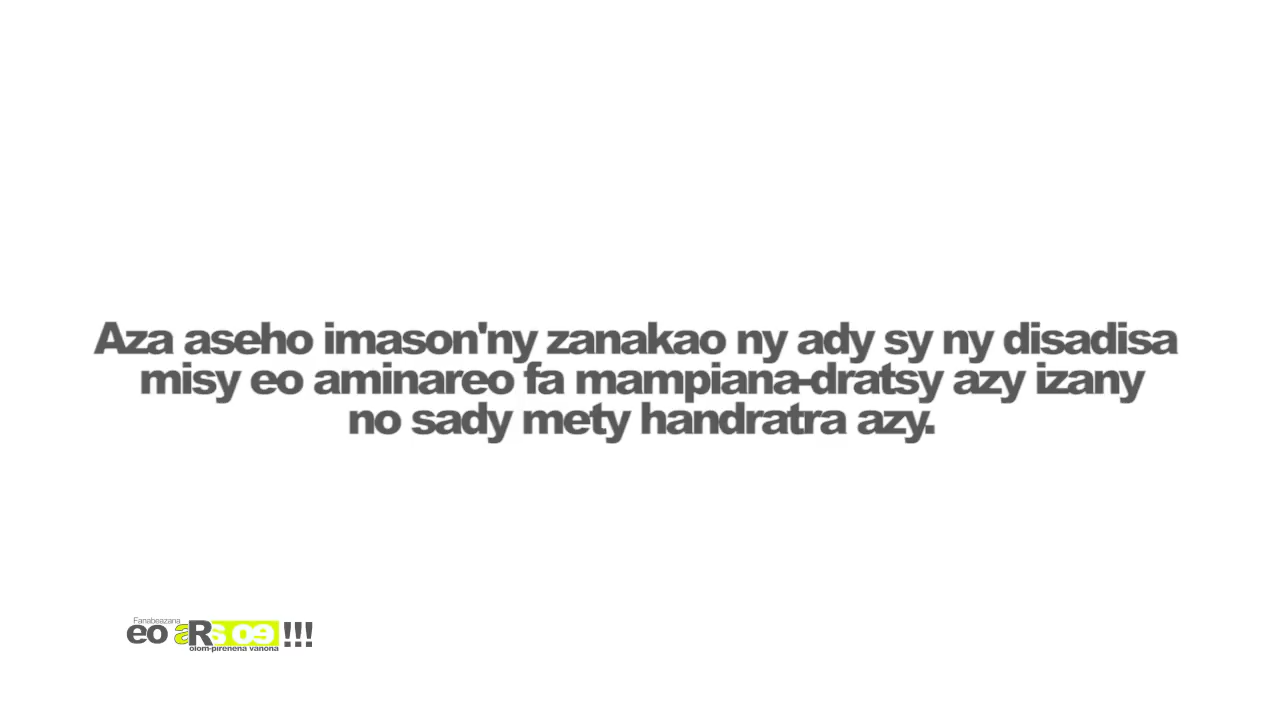 Aza aseho imason'ny zanakao ny ady sy ny disadisa
misy eo aminareo fa mampiana-dratsy azy izany
no sady mety handratra azy.
Fanabeazana
eo aRs oe !!!
olom-pirenena vanona